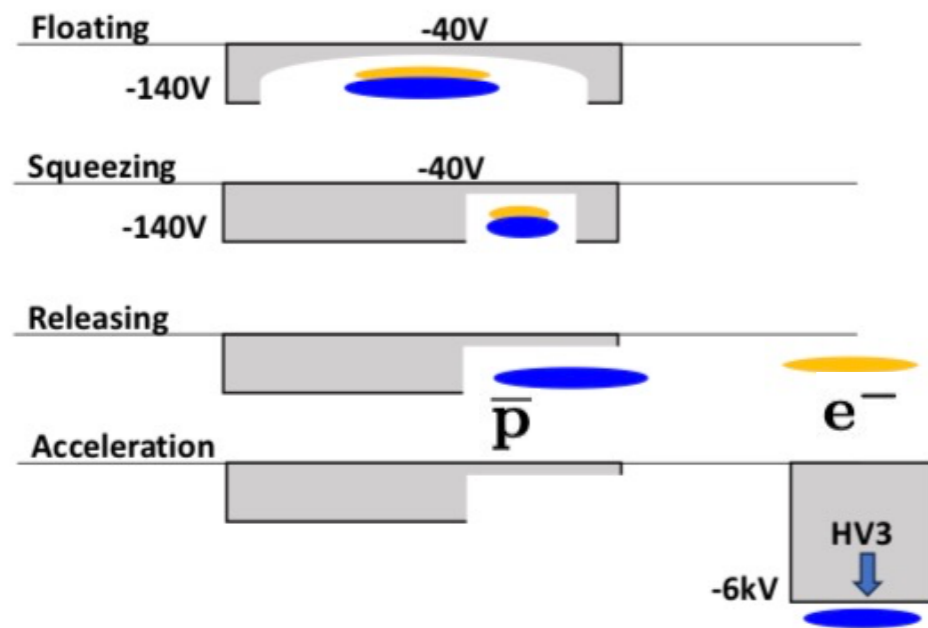 Floating -40V
-140V
Squeezing -40V
-140V
Releasing
p̅ e⁻
Acceleration
HV3
-6kV